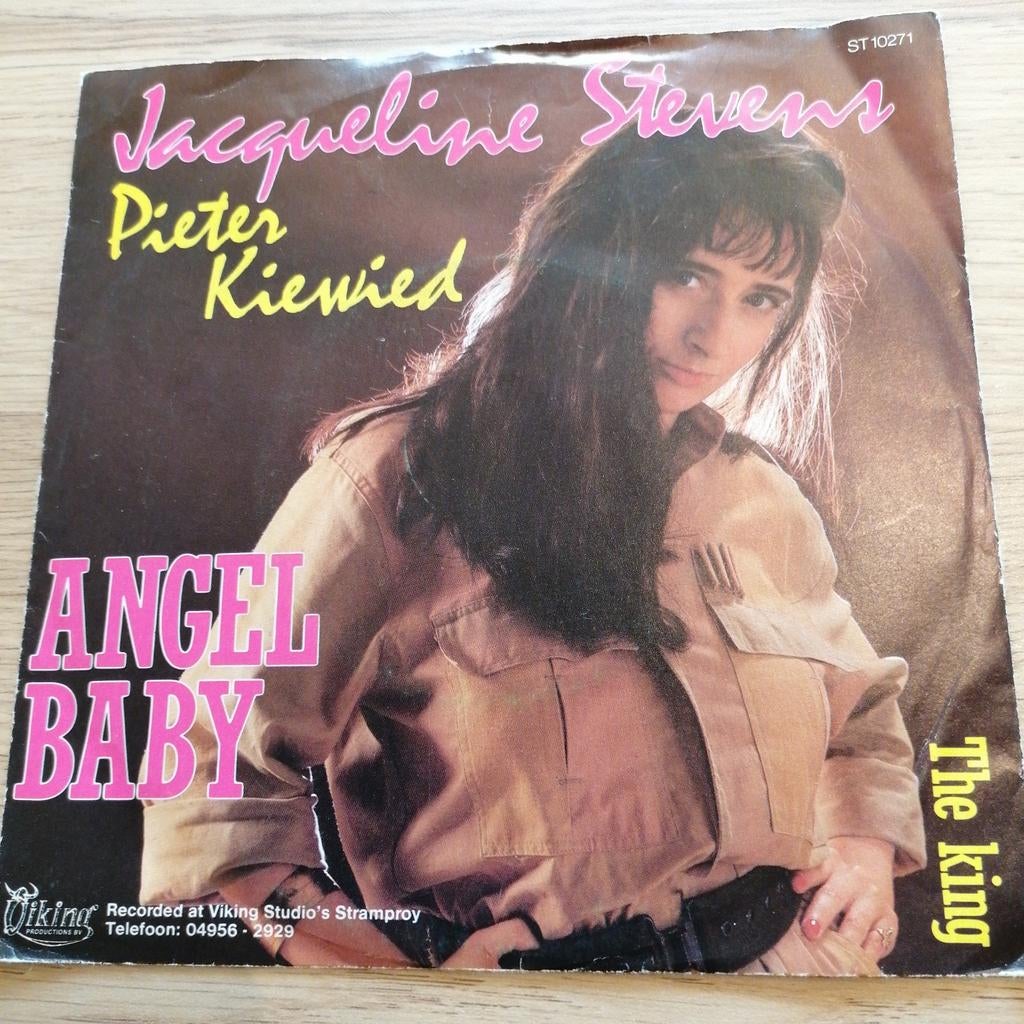 ST 10271
Jacqueline Stevens
Pieter
Kiewied
ANGEL
BABY
The king
Viking
PRODUCTIONS BV
Recorded at Viking Studio's Stramproy
Telefoon: 04956 - 2929